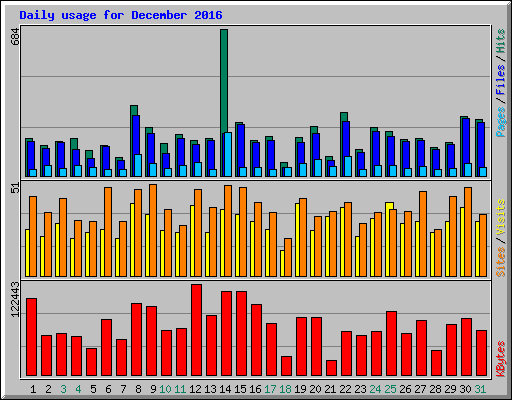 Daily usage for December 2016
684
Pages / Files / Hits
51
Sites / Visits
122443
KBytes
1 2 3 4 5 6 7 8 9 10 11 12 13 14 15 16 17 18 19 20 21 22 23 24 25 26 27 28 29 30 31